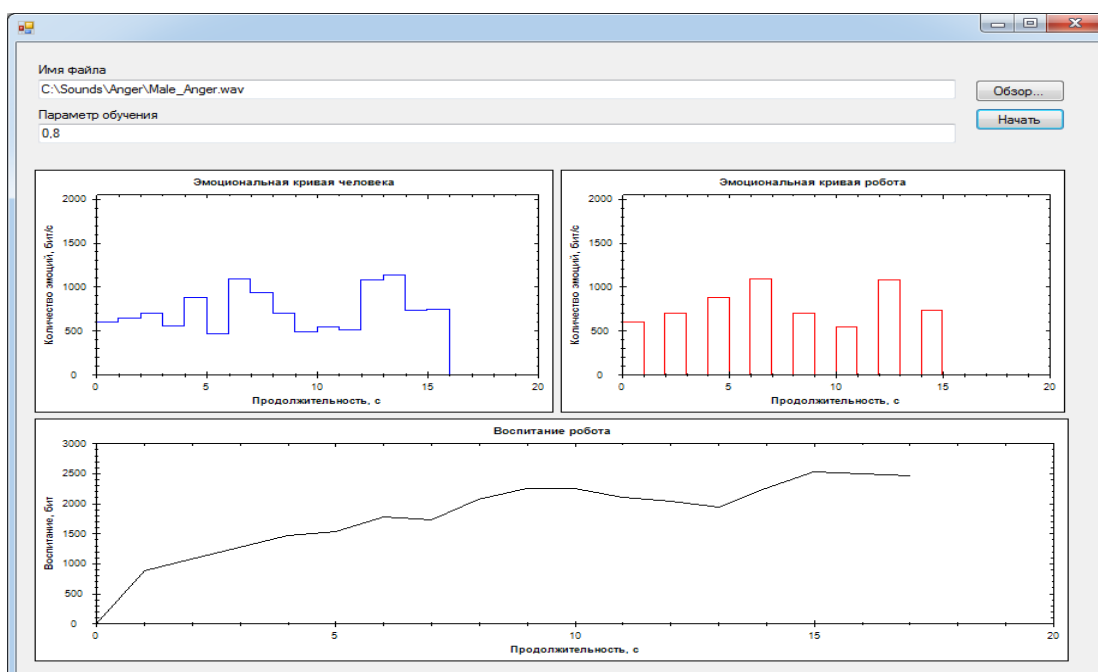 Имя файла
C:\Sounds\Anger\Male_Anger.wav
Обзор...
Параметр обучения
0,8
Начать
Эмоциональная кривая человека
Количество эмоций, бит/с
2000
1500
1000
500
0
0 5 10 15 20
Продолжительность, с
Эмоциональная кривая робота
Количество эмоций, бит/с
2000
1500
1000
500
0
0 5 10 15 20
Продолжительность, с
Воспитание робота
Воспитание, бит
3000
2500
2000
1500
1000
500
0
0 5 10 15 20
Продолжительность, с